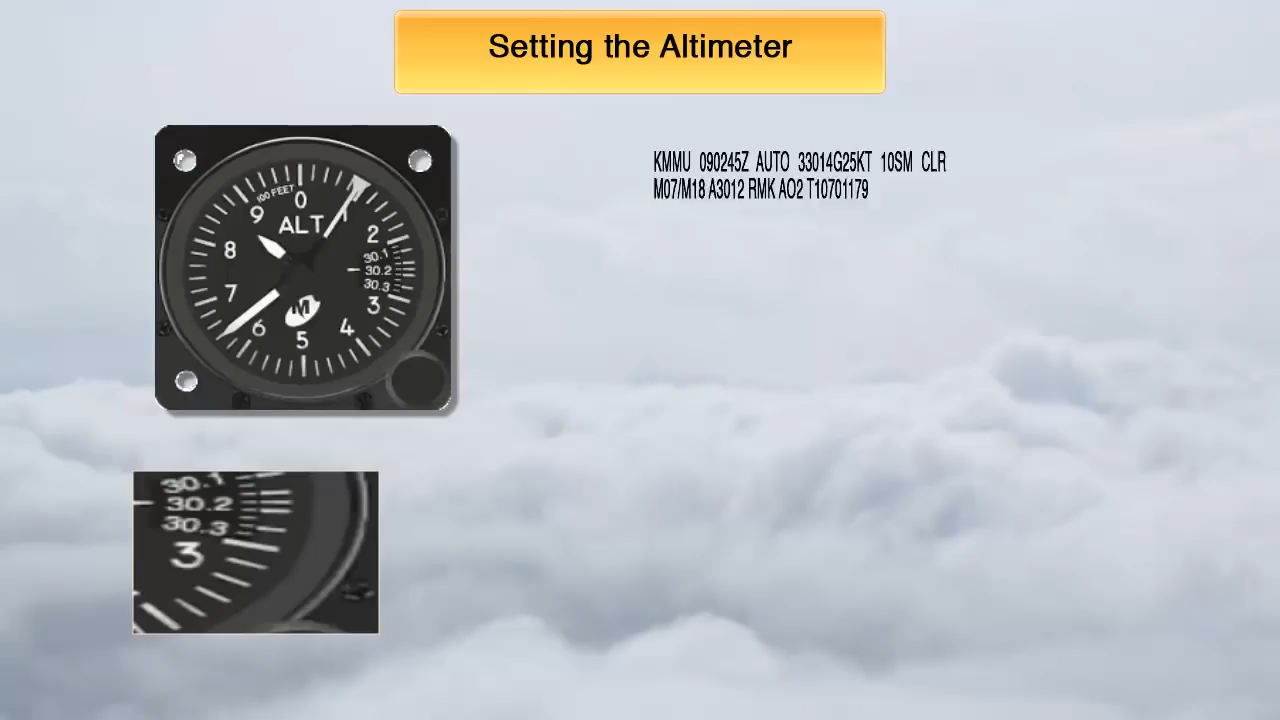 Setting the Altimeter
KMMU 090245Z AUTO 33014G25KT 10SM CLR
M07/M18 A3012 RMK AO2 T10701179
100 FEET
0
1
2
3
4
5
6
7
8
9
ALT
30.1
30.2
30.3
M
30.1
30.2
30.3
3